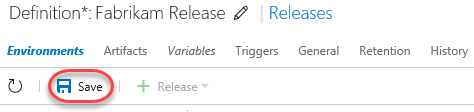 Definition*: Fabrikam Release | Releases
Environments Artifacts Variables Triggers General Retention History
Save Release